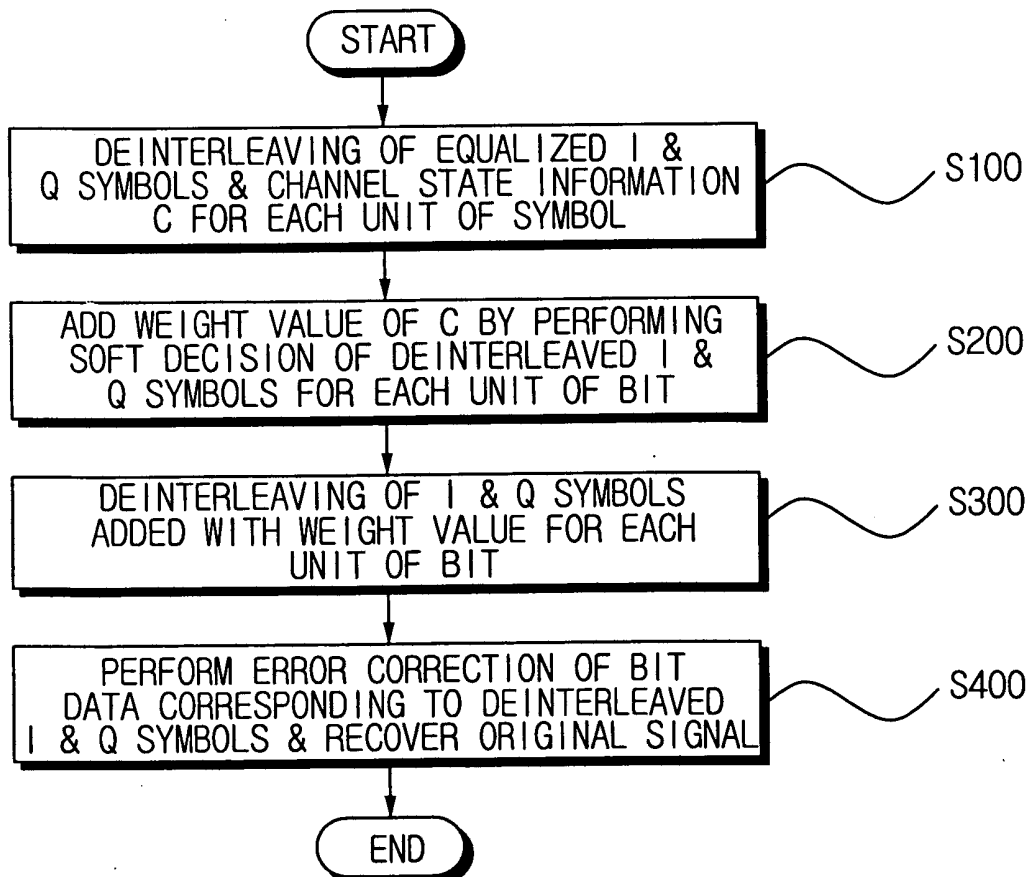 START
DEINTERLEAVING OF EQUALIZED I &
Q SYMBOLS & CHANNEL STATE INFORMATION
C FOR EACH UNIT OF SYMBOL
S100
ADD WEIGHT VALUE OF C BY PERFORMING
SOFT DECISION OF DEINTERLEAVED I &
Q SYMBOLS FOR EACH UNIT OF BIT
S200
DEINTERLEAVING OF I & Q SYMBOLS
ADDED WITH WEIGHT VALUE FOR EACH
UNIT OF BIT
S300
PERFORM ERROR CORRECTION OF BIT
DATA CORRESPONDING TO DEINTERLEAVED
I & Q SYMBOLS & RECOVER ORIGINAL SIGNAL
S400
END